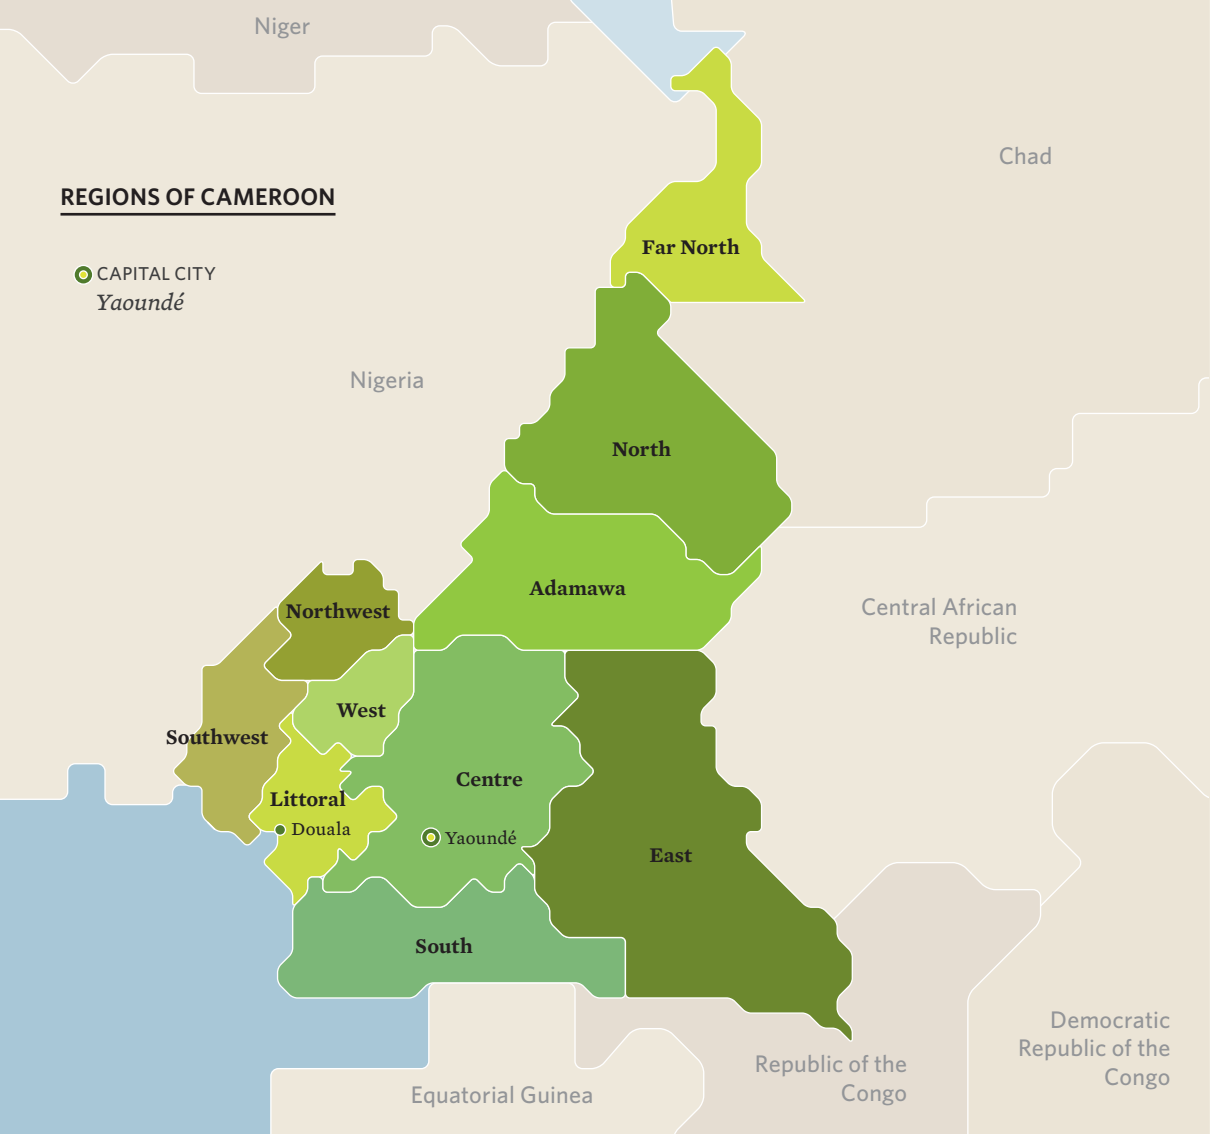 Niger
Chad
REGIONS OF CAMEROON
Far North
CAPITAL CITY
Yaoundé
Nigeria
North
Adamawa
Northwest
Central African
Republic
West
Southwest
Centre
Littoral
Douala
Yaoundé
East
South
Democratic
Republic of the
Congo
Republic of the
Congo
Equatorial Guinea